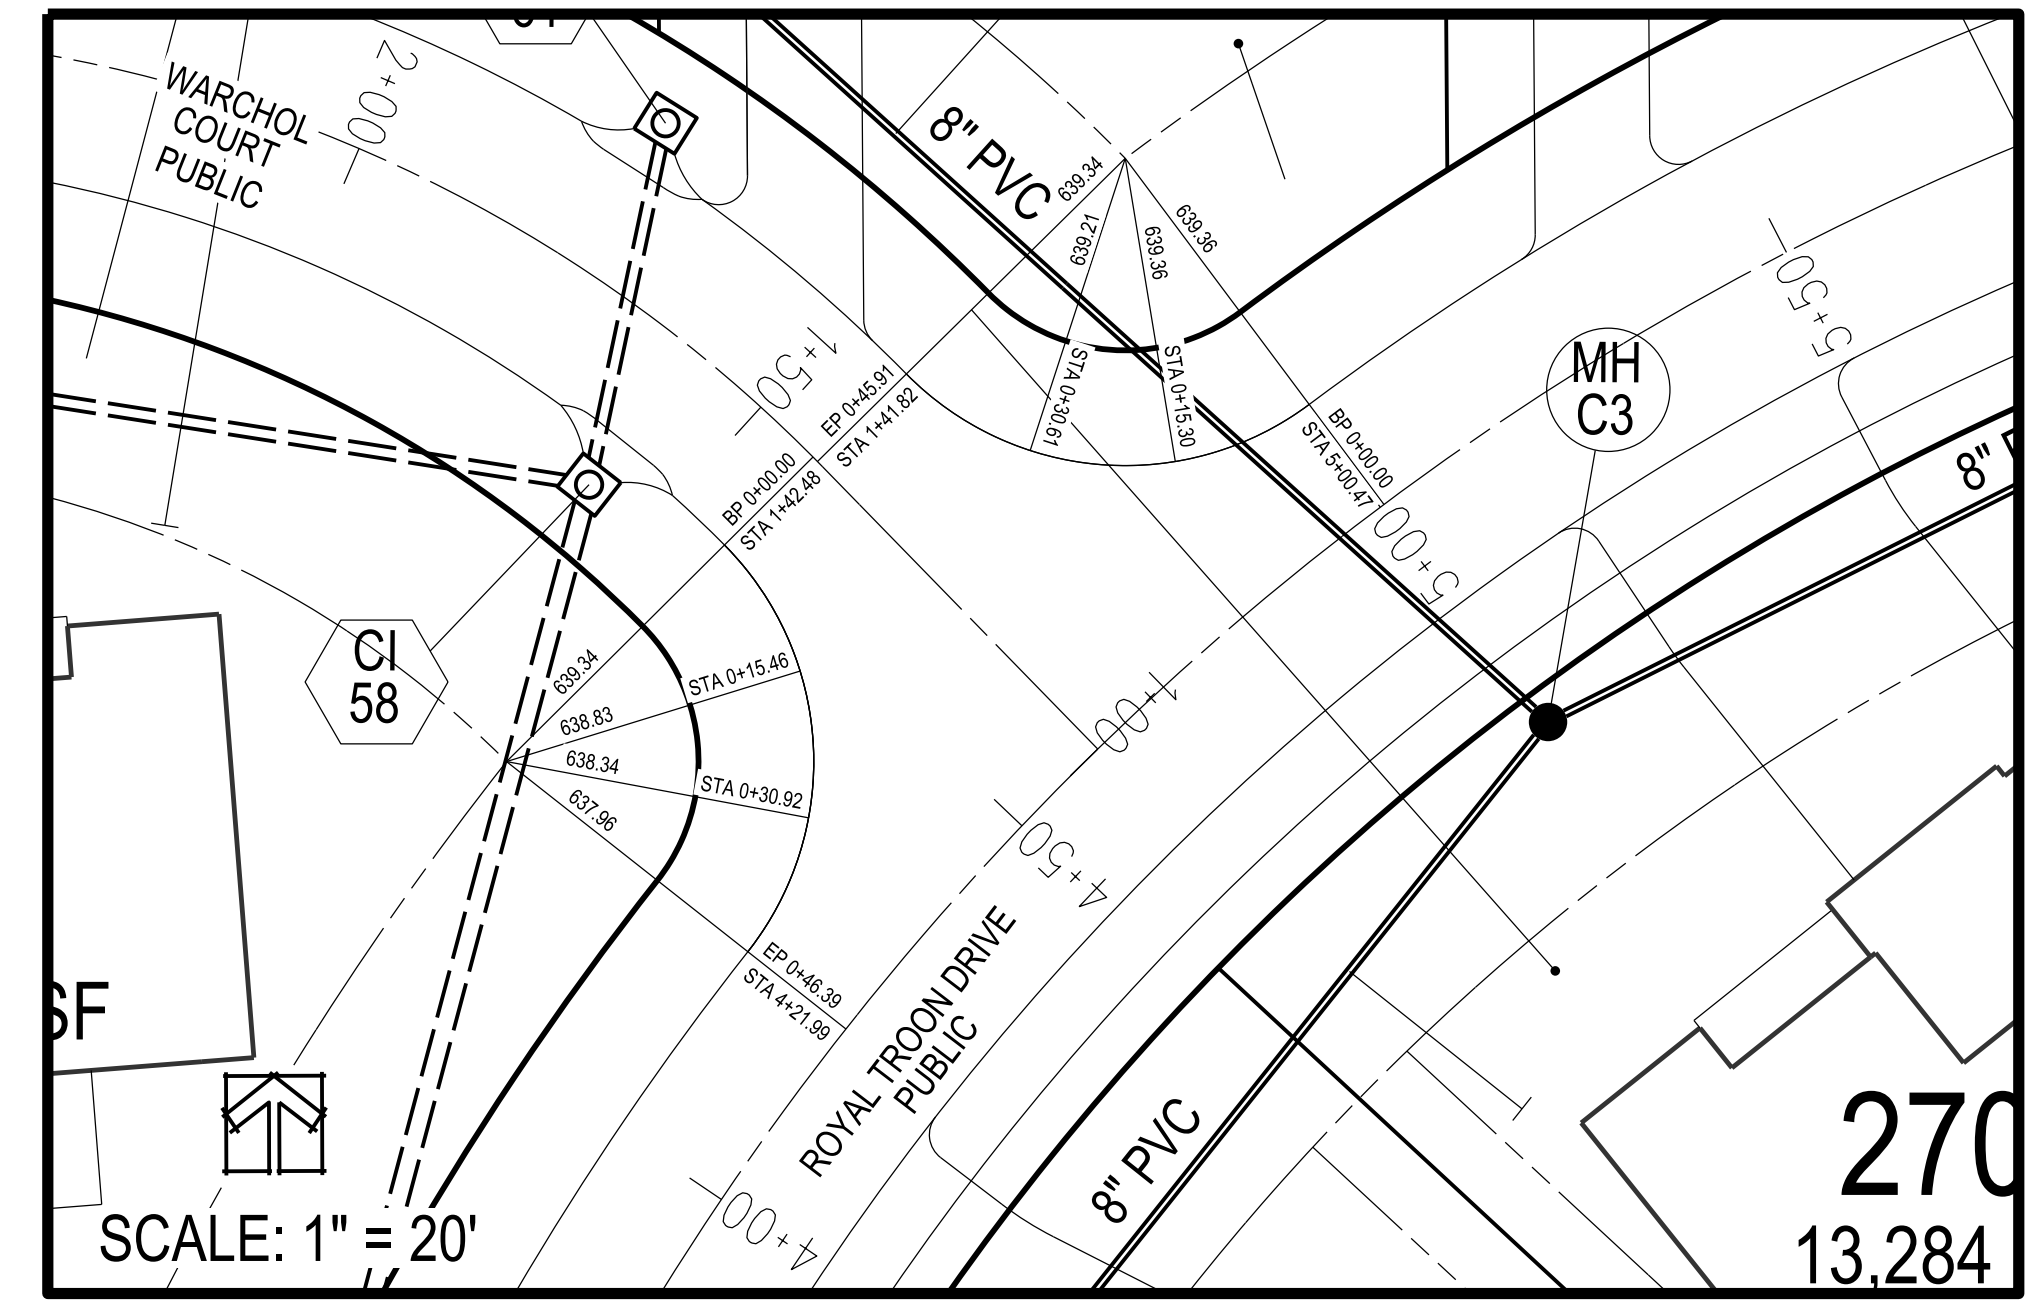 WARCHOL
COURT
PUBLIC
2+00
8" PVC
639.34
639.21
639.36
639.36
1+50
EP 0+45.91
STA 1+41.82
STA 0+30.61
STA 0+15.30
BP 0+00.00
STA 5+00.47
5+50
MH
C3
8"
BP 0+00.00
STA 1+42.48
5+00
CI
58
639.34
638.83
638.34
637.96
STA 0+15.46
STA 0+30.92
1+00
4+50
EP 0+46.39
STA 4+21.99
ROYAL TROON DRIVE
PUBLIC
SF
8" PVC
4+00
270
13,284
SCALE: 1" = 20'